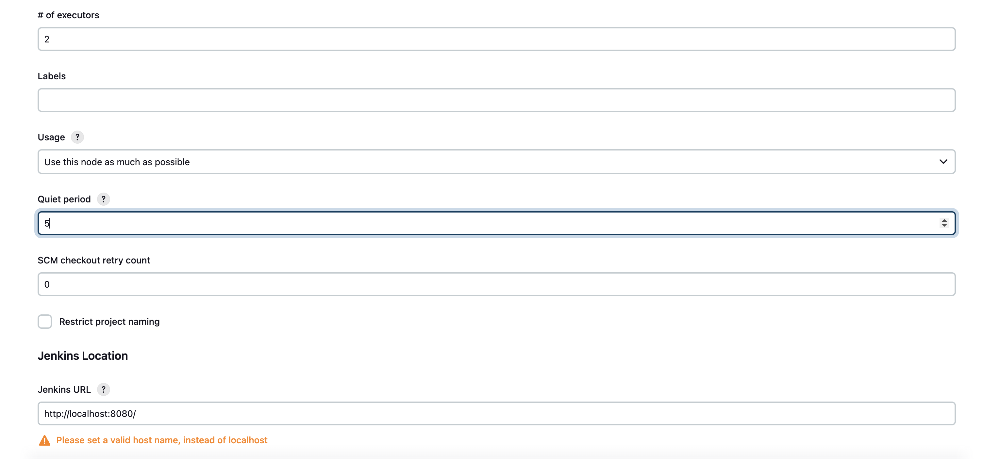 # of executors
2
Labels
Usage ?
Use this node as much as possible
Quiet period ?
5
SCM checkout retry count
0
Restrict project naming
Jenkins Location
Jenkins URL ?
http://localhost:8080/
Please set a valid host name, instead of localhost